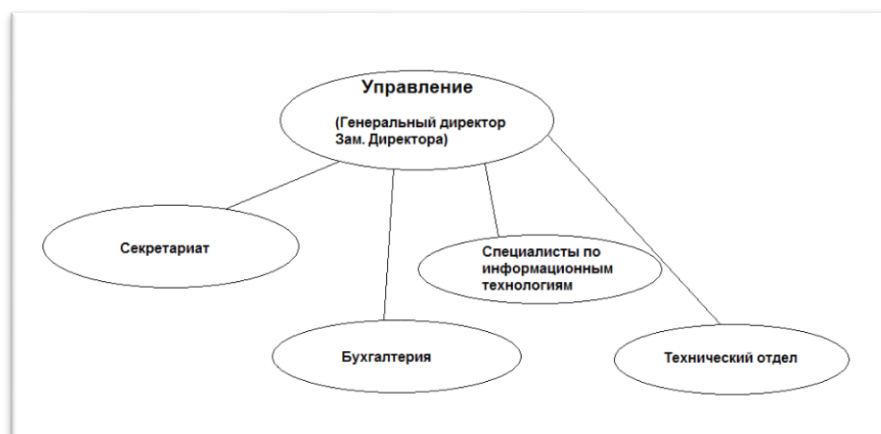 Управление
(Генеральный директор
Зам. Директора)
Секретариат
Специалисты по
информационным
технологиям
Бухгалтерия
Технический отдел